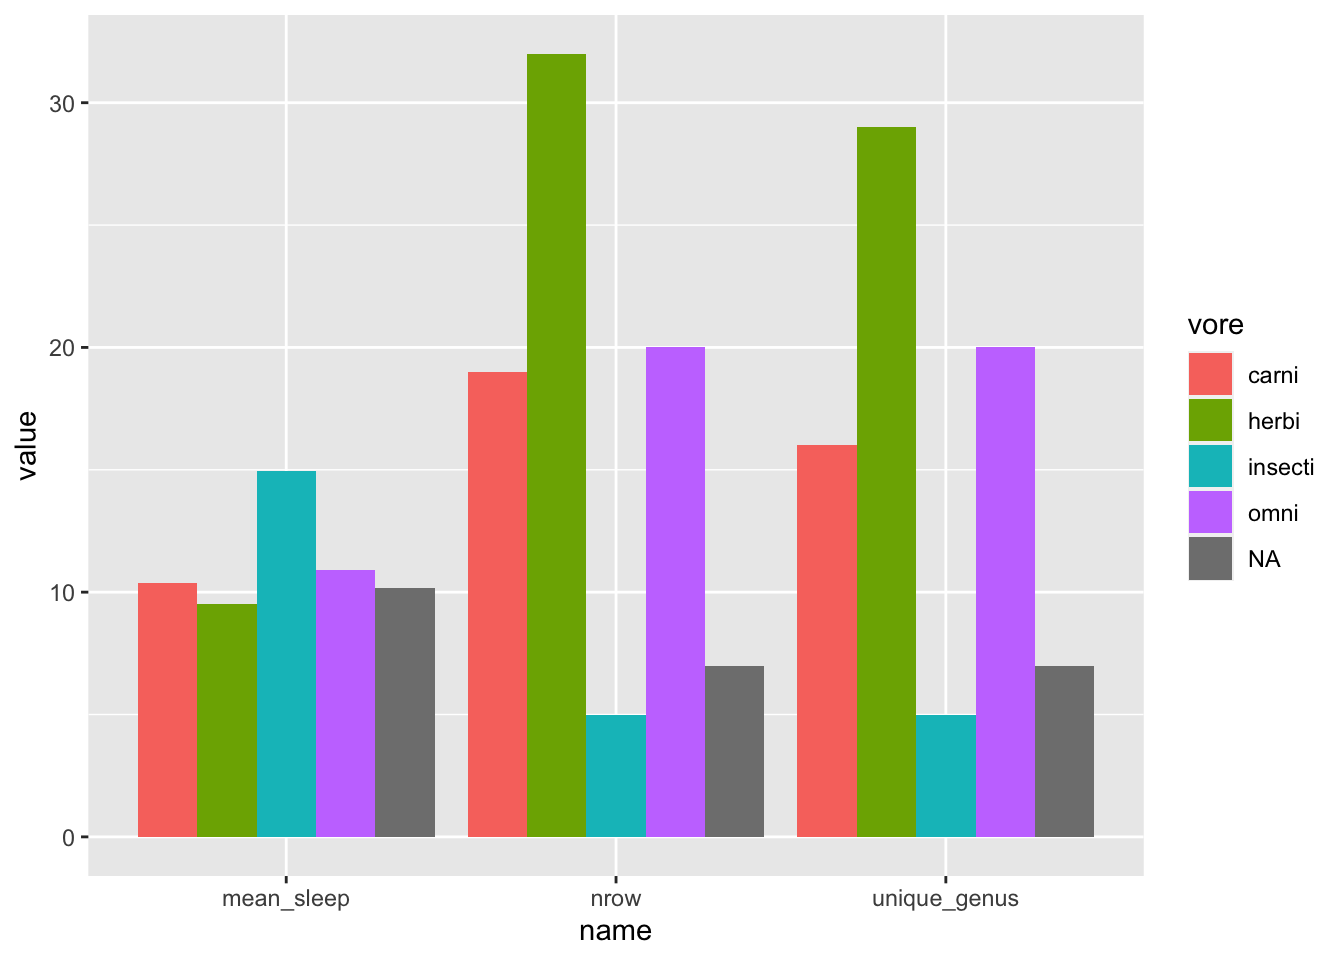 value
30
20
10
0
mean_sleep
nrow
unique_genus
name
vore
carni
herbi
insecti
omni
NA